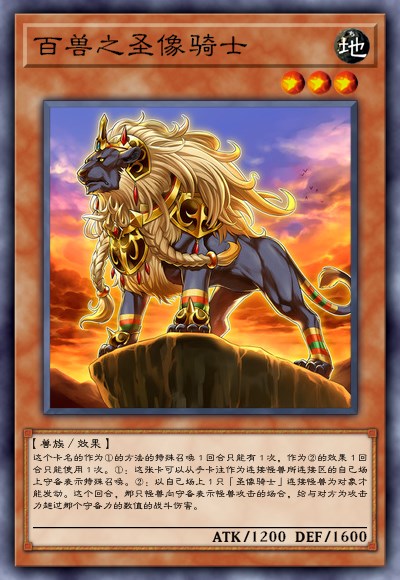 百兽之圣像骑士
地
【兽族/效果】
这个卡名的作为①的方法的特殊召唤1回合只能有1次，作为②的效果1回
合只能使用1次。①：这张卡可以从手卡往作为连接怪兽所连接区的自己场
上守备表示特殊召唤。②：以自己场上1只「圣像骑士」连接怪兽为对象才
能发动。这个回合，那只怪兽向守备表示怪兽攻击的场合，给与对方为攻击
力超过那个守备力的数值的战斗伤害。
ATK/1200 DEF/1600